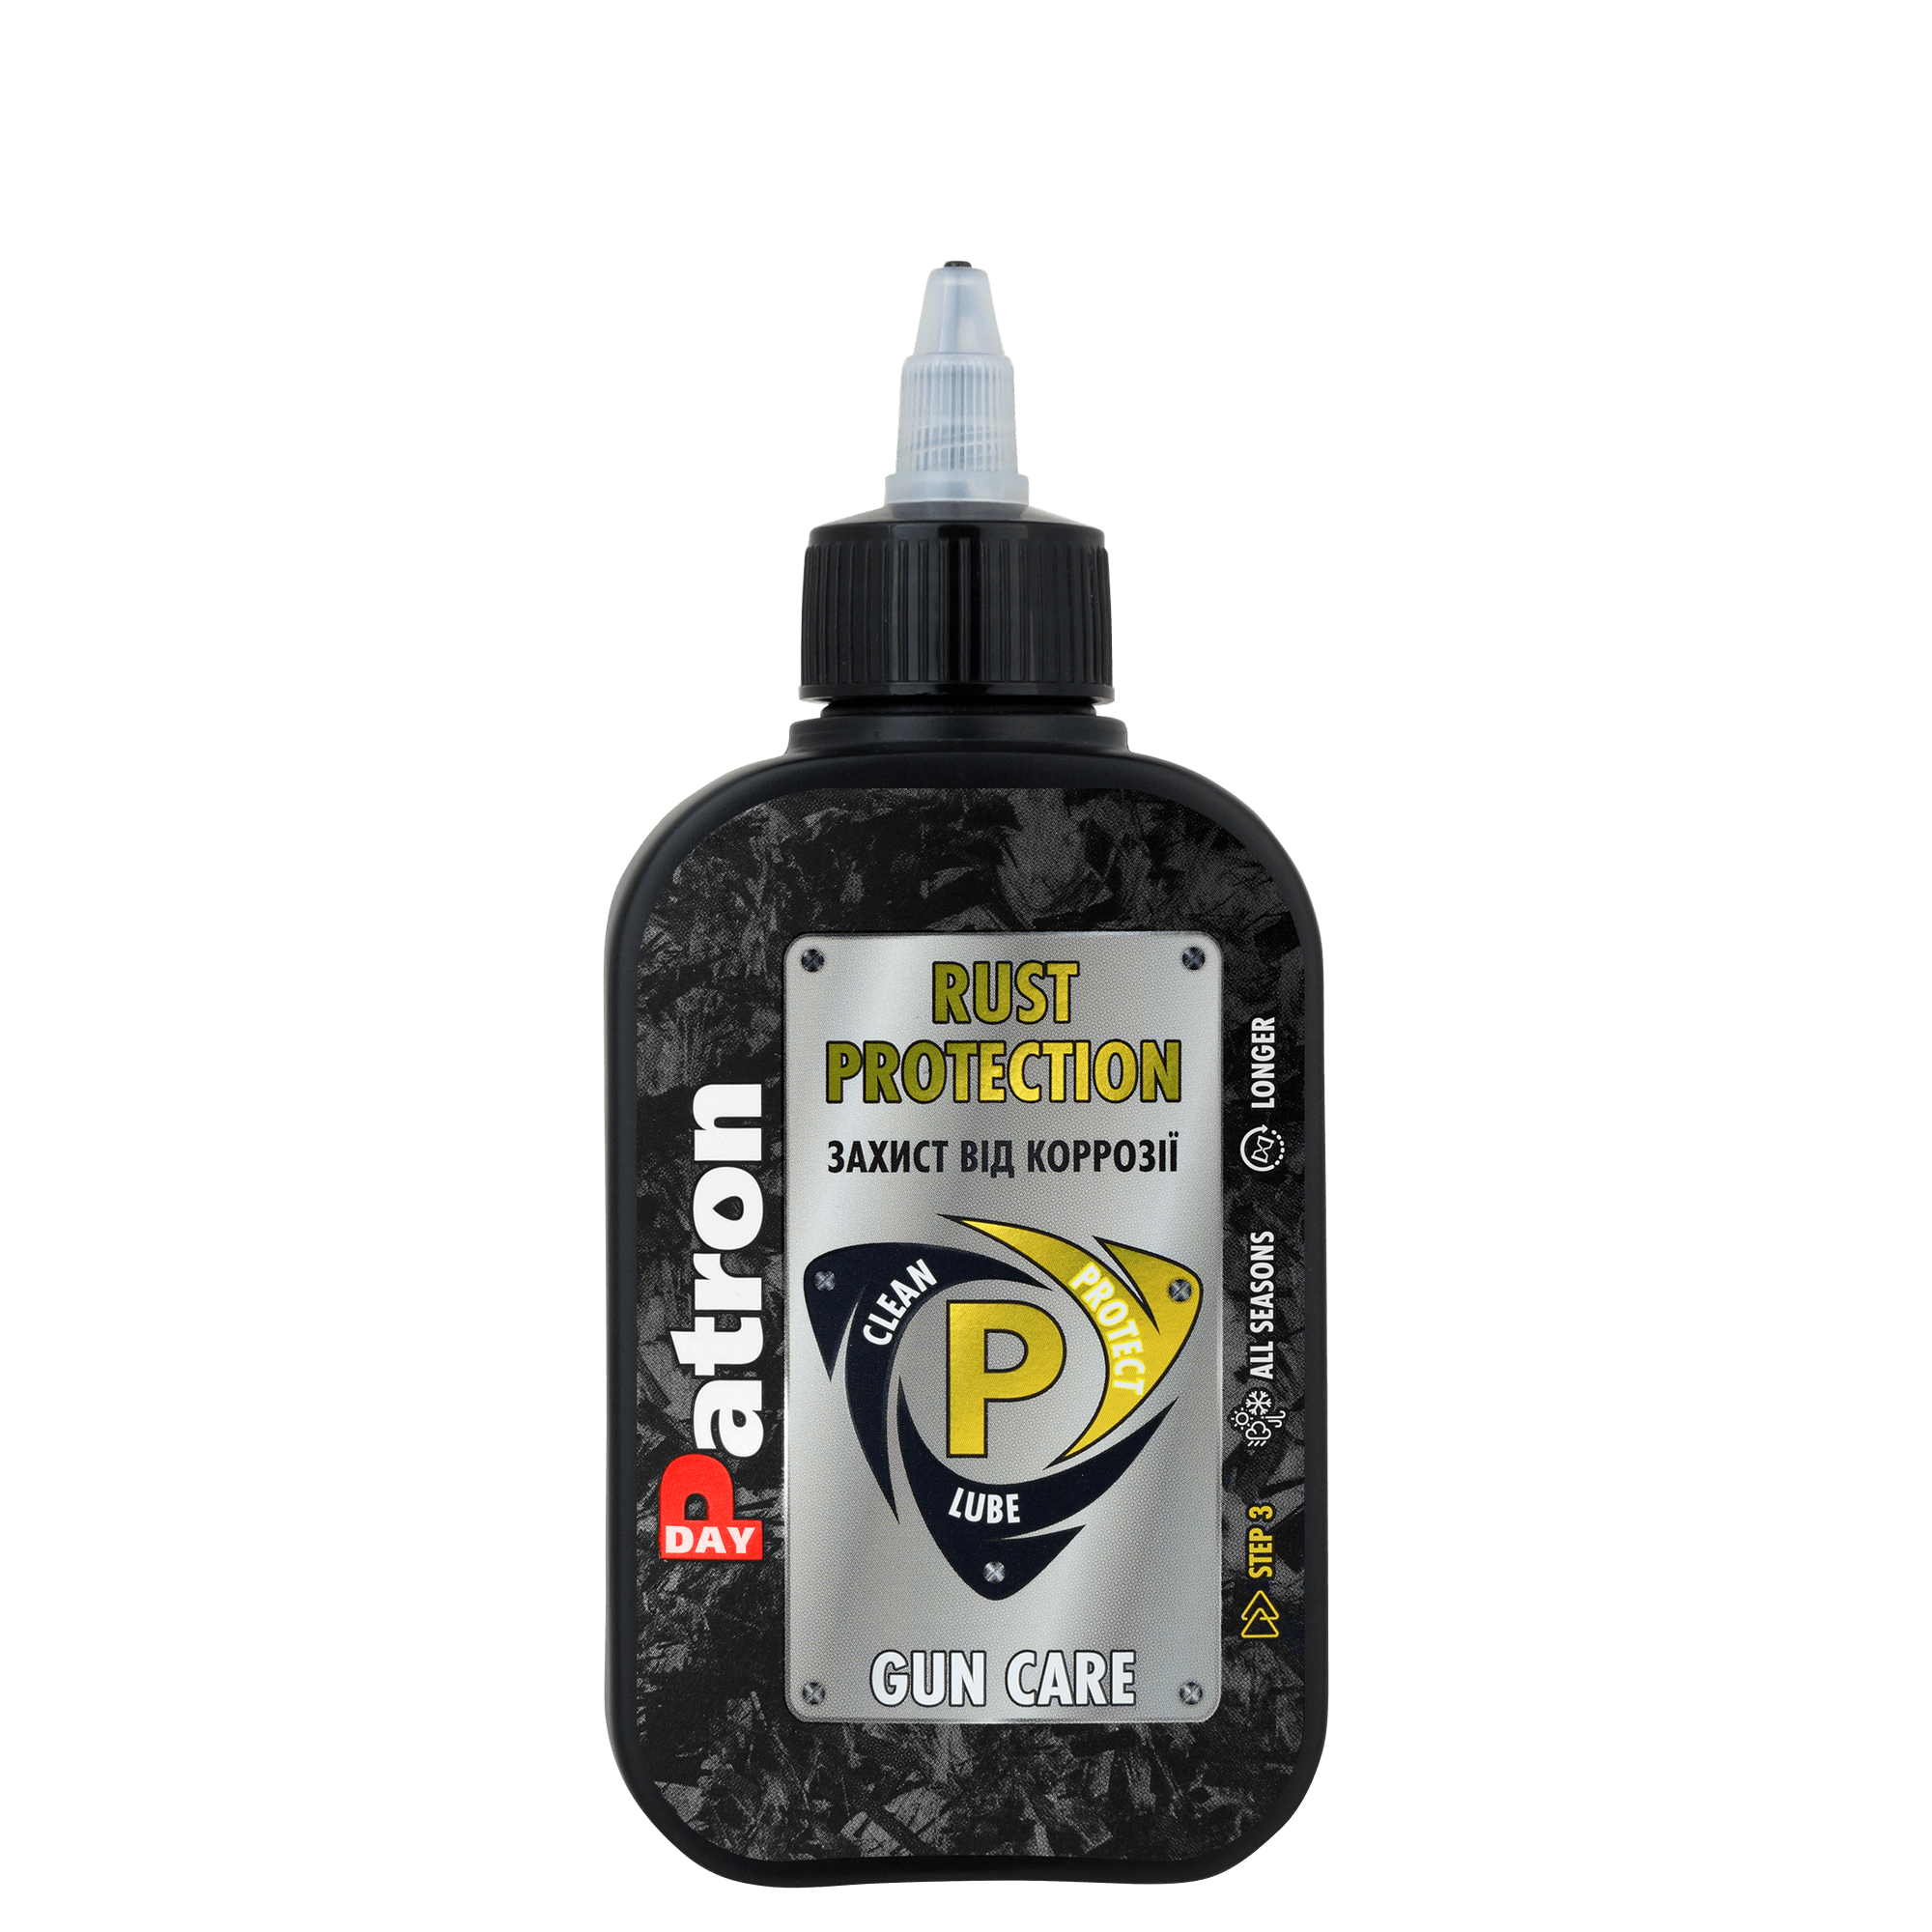 RUST
PROTECTION
ЗАХИСТ ВІД КОРРОЗІЇ
CLEAN
PROTECT
P
LUBE
GUN CARE
Patron
DAY
STEP 3
ALL SEASONS
LONGER